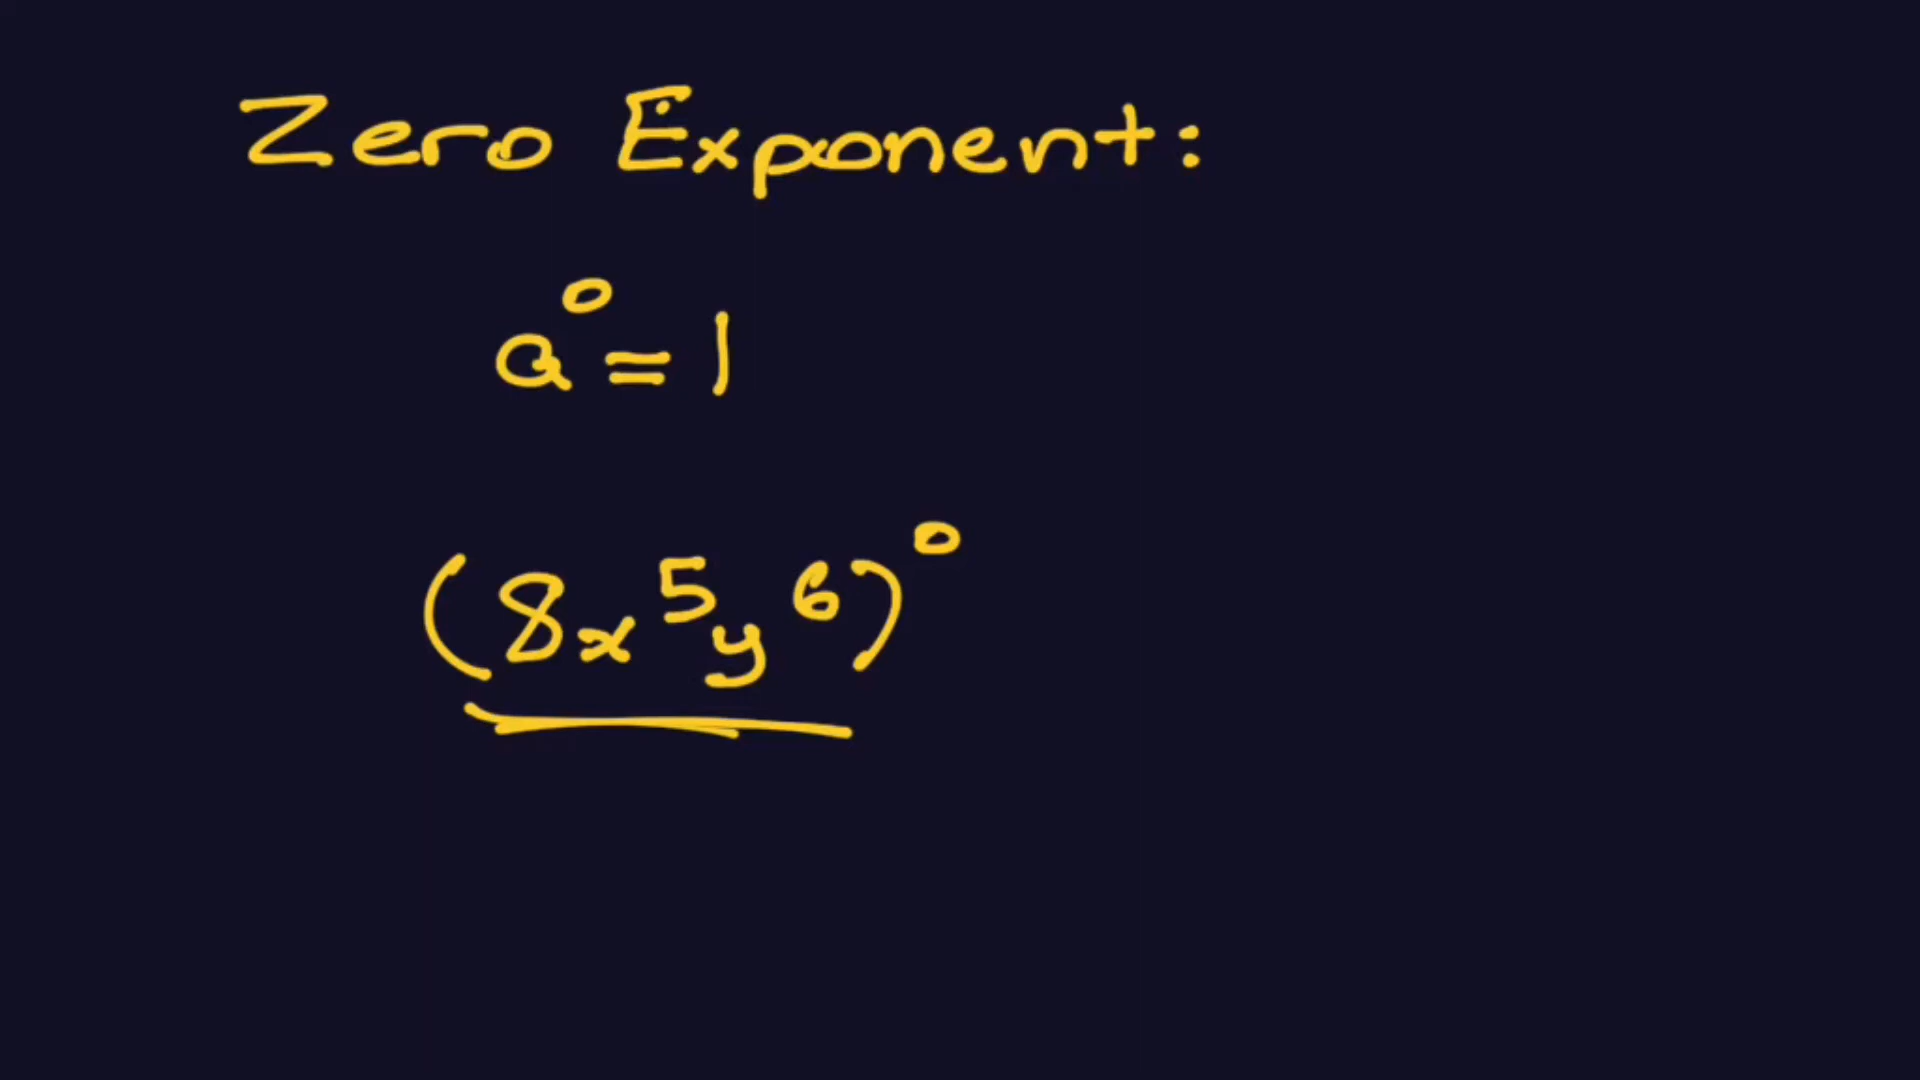 Zero Exponent:
a⁰ = 1
(8x⁵y⁶)⁰